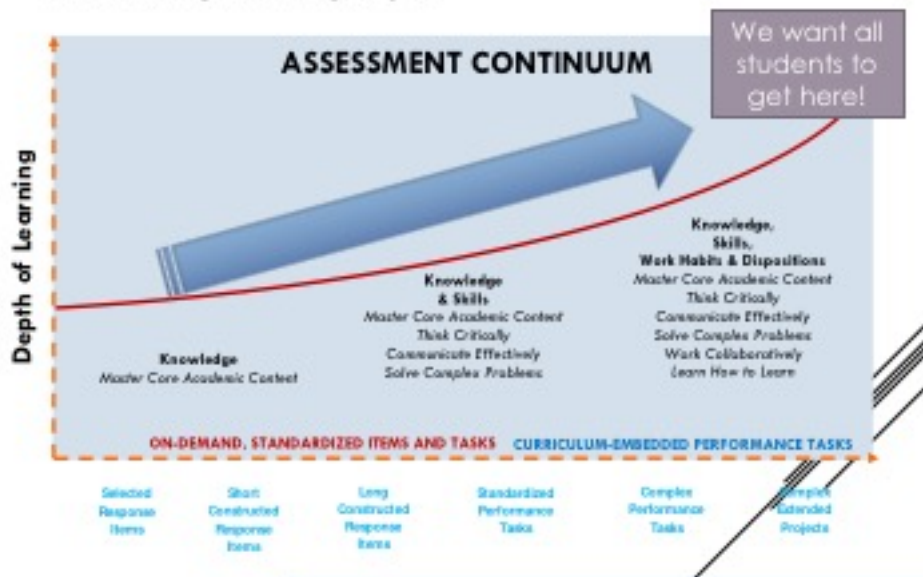 We want all
students to
get here!
ASSESSMENT CONTINUUM
Depth of Learning
Knowledge
Master Core Academic Content
Knowledge
& Skills
Master Core Academic Content
Think Critically
Communicate Effectively
Solve Complex Problems
Knowledge,
Skills,
Work Habits & Dispositions
Master Core Academic Content
Think Critically
Communicate Effectively
Solve Complex Problems
Work Collaboratively
Learn How to Learn
ON-DEMAND, STANDARDIZED ITEMS AND TASKS CURRICULUM-EMBEDDED PERFORMANCE TASKS
Selected
Response
Items
Short
Constructed
Response
Items
Long
Constructed
Response
Items
Standardized
Performance
Tasks
Complex
Performance
Tasks
Complex
Extended
Projects